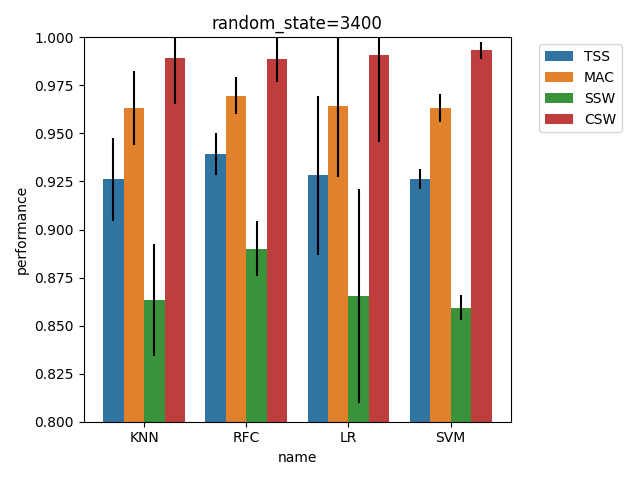 random_state=3400
1.000
0.975
0.950
0.925
0.900
0.875
0.850
0.825
0.800
performance
KNN
RFC
LR
SVM
name
TSS
MAC
SSW
CSW